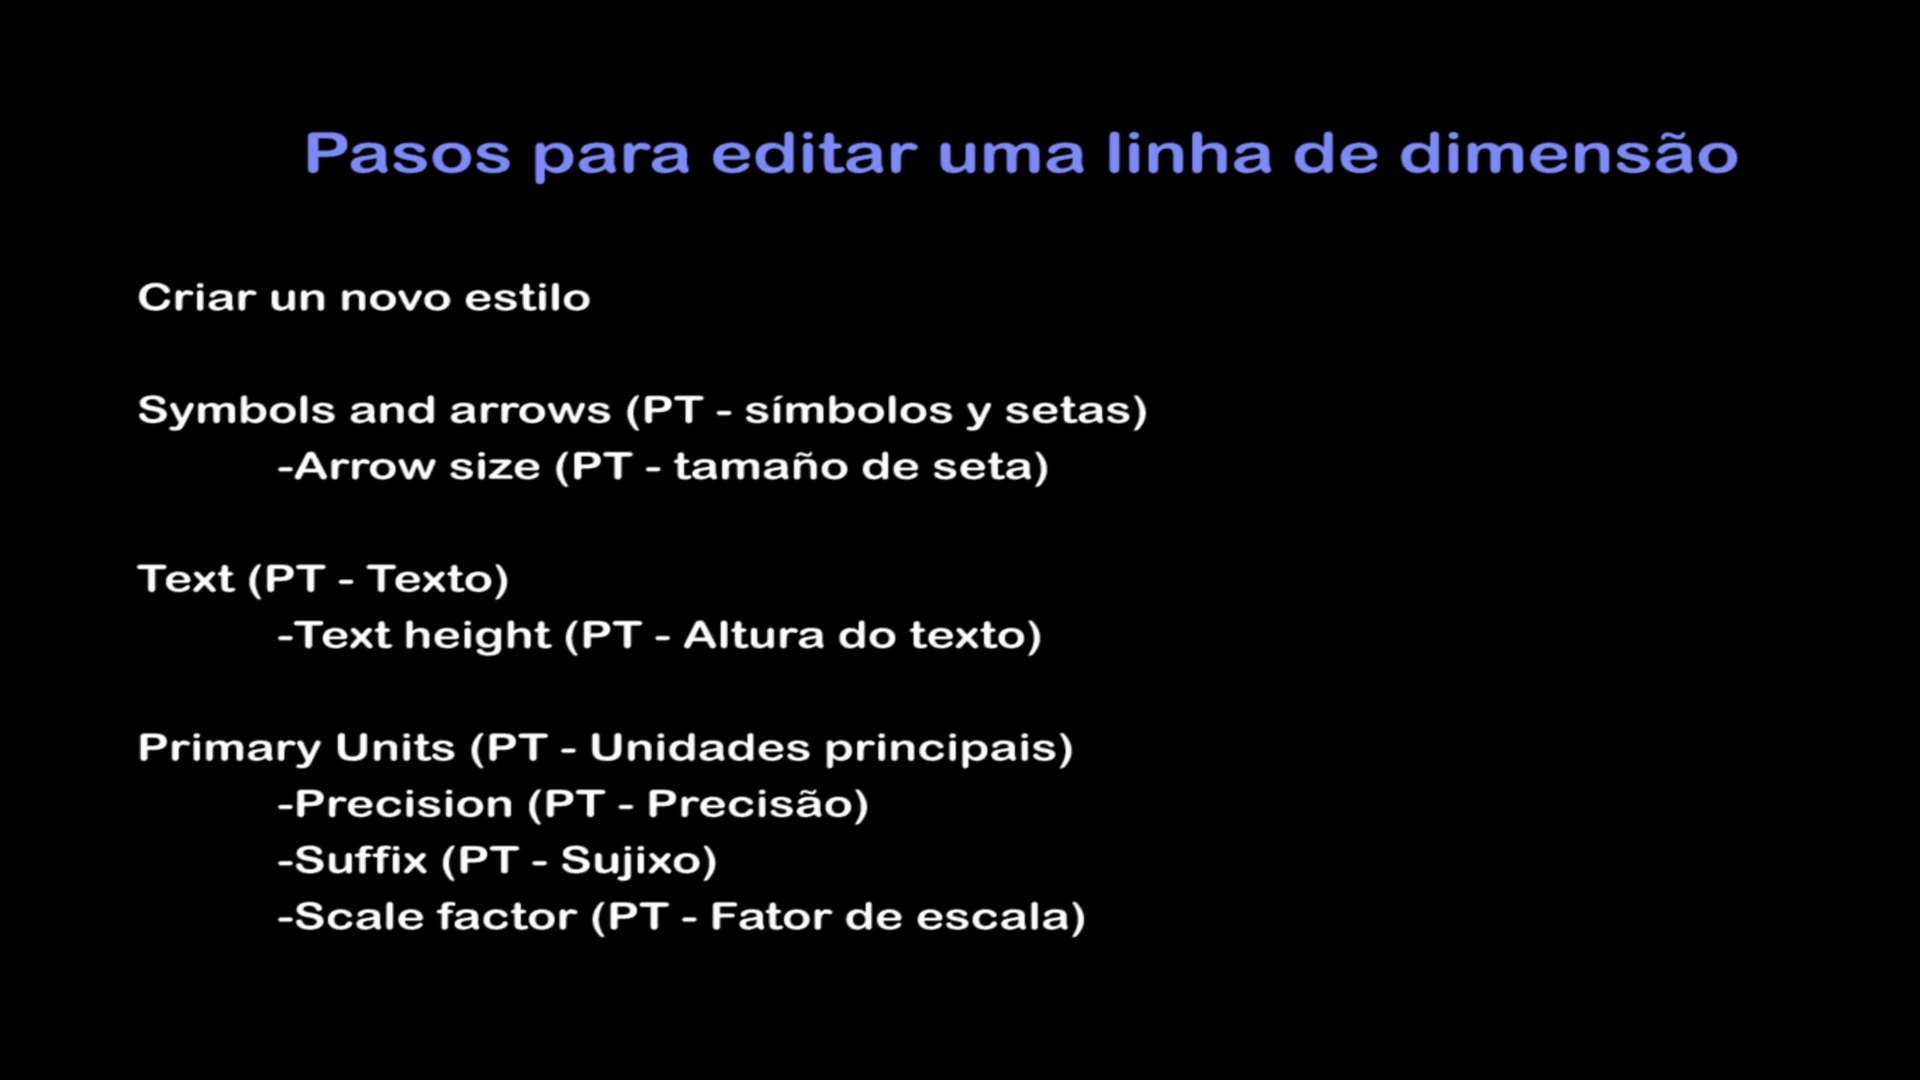 Pasos para editar uma linha de dimensão
Criar un novo estilo
Symbols and arrows (PT - símbolos y setas)
-Arrow size (PT - tamaño de seta)
Text (PT - Texto)
-Text height (PT - Altura do texto)
Primary Units (PT - Unidades principais)
-Precision (PT - Precisão)
-Suffix (PT - Sujixo)
-Scale factor (PT - Fator de escala)